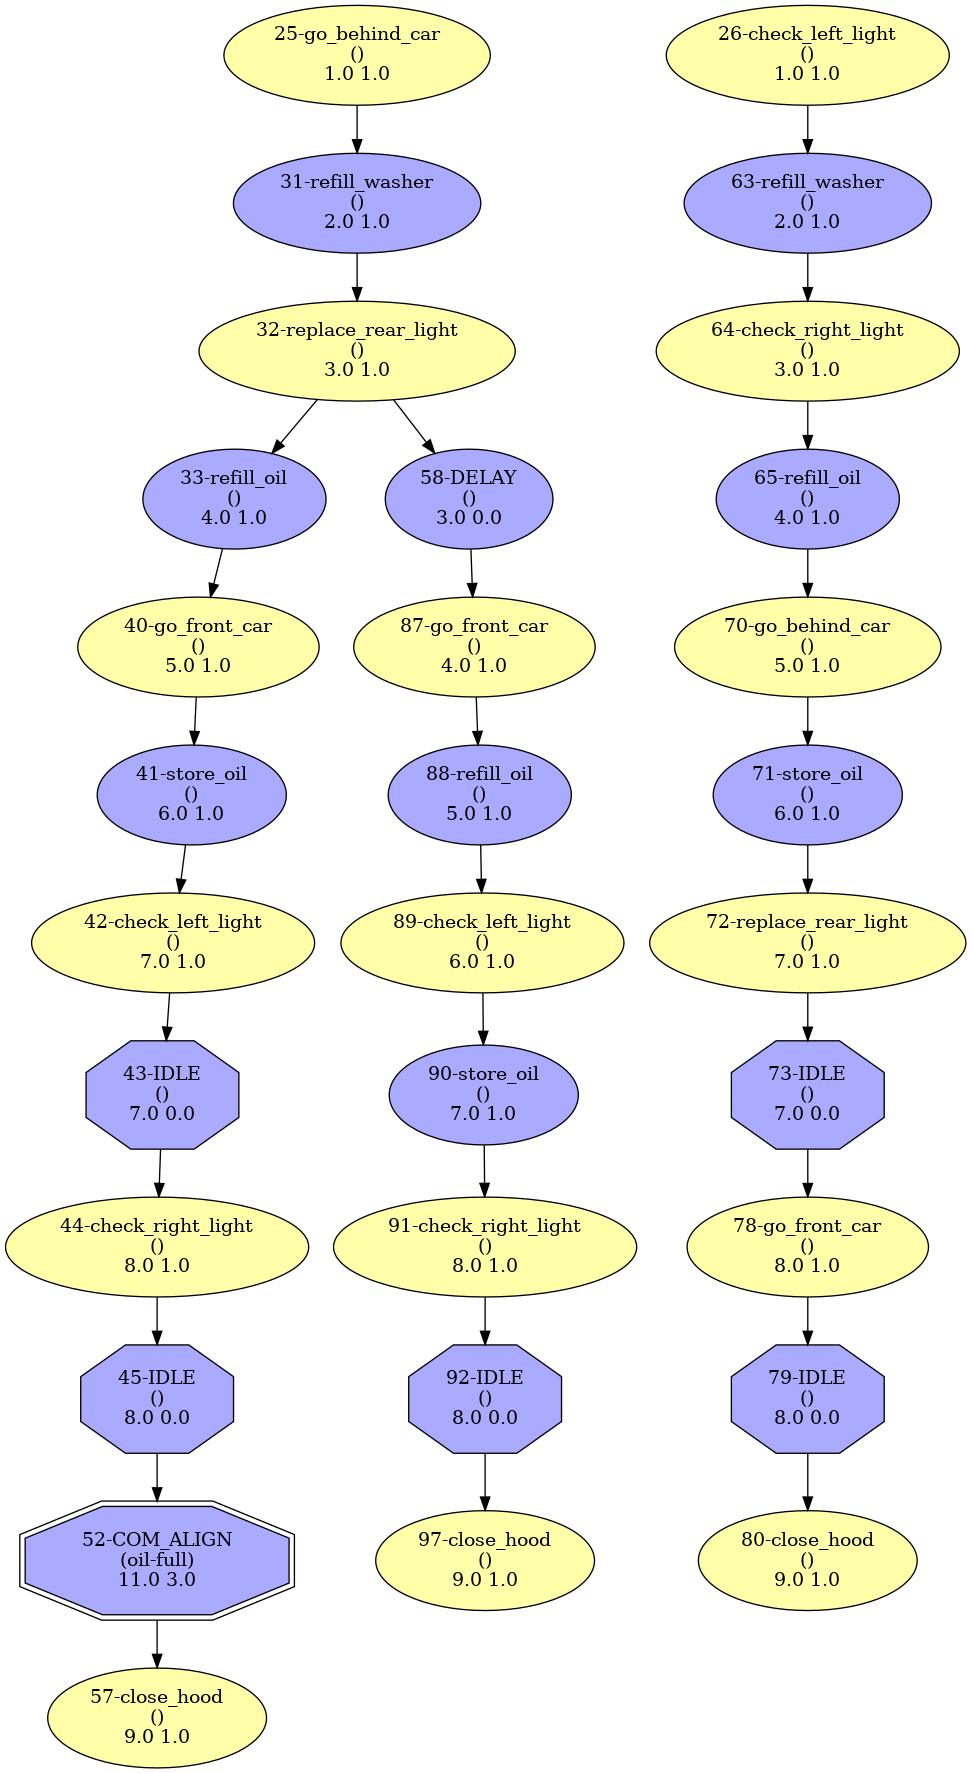 25-go_behind_car
()
1.0 1.0
26-check_left_light
()
1.0 1.0
31-refill_washer
()
2.0 1.0
63-refill_washer
()
2.0 1.0
32-replace_rear_light
()
3.0 1.0
64-check_right_light
()
3.0 1.0
33-refill_oil
()
4.0 1.0
58-DELAY
()
3.0 0.0
65-refill_oil
()
4.0 1.0
40-go_front_car
()
5.0 1.0
87-go_front_car
()
4.0 1.0
70-go_behind_car
()
5.0 1.0
41-store_oil
()
6.0 1.0
88-refill_oil
()
5.0 1.0
71-store_oil
()
6.0 1.0
42-check_left_light
()
7.0 1.0
89-check_left_light
()
6.0 1.0
72-replace_rear_light
()
7.0 1.0
43-IDLE
()
7.0 0.0
90-store_oil
()
7.0 1.0
73-IDLE
()
7.0 0.0
44-check_right_light
()
8.0 1.0
91-check_right_light
()
8.0 1.0
78-go_front_car
()
8.0 1.0
45-IDLE
()
8.0 0.0
92-IDLE
()
8.0 0.0
79-IDLE
()
8.0 0.0
52-COM_ALIGN
(oil-full)
11.0 3.0
97-close_hood
()
9.0 1.0
80-close_hood
()
9.0 1.0
57-close_hood
()
9.0 1.0